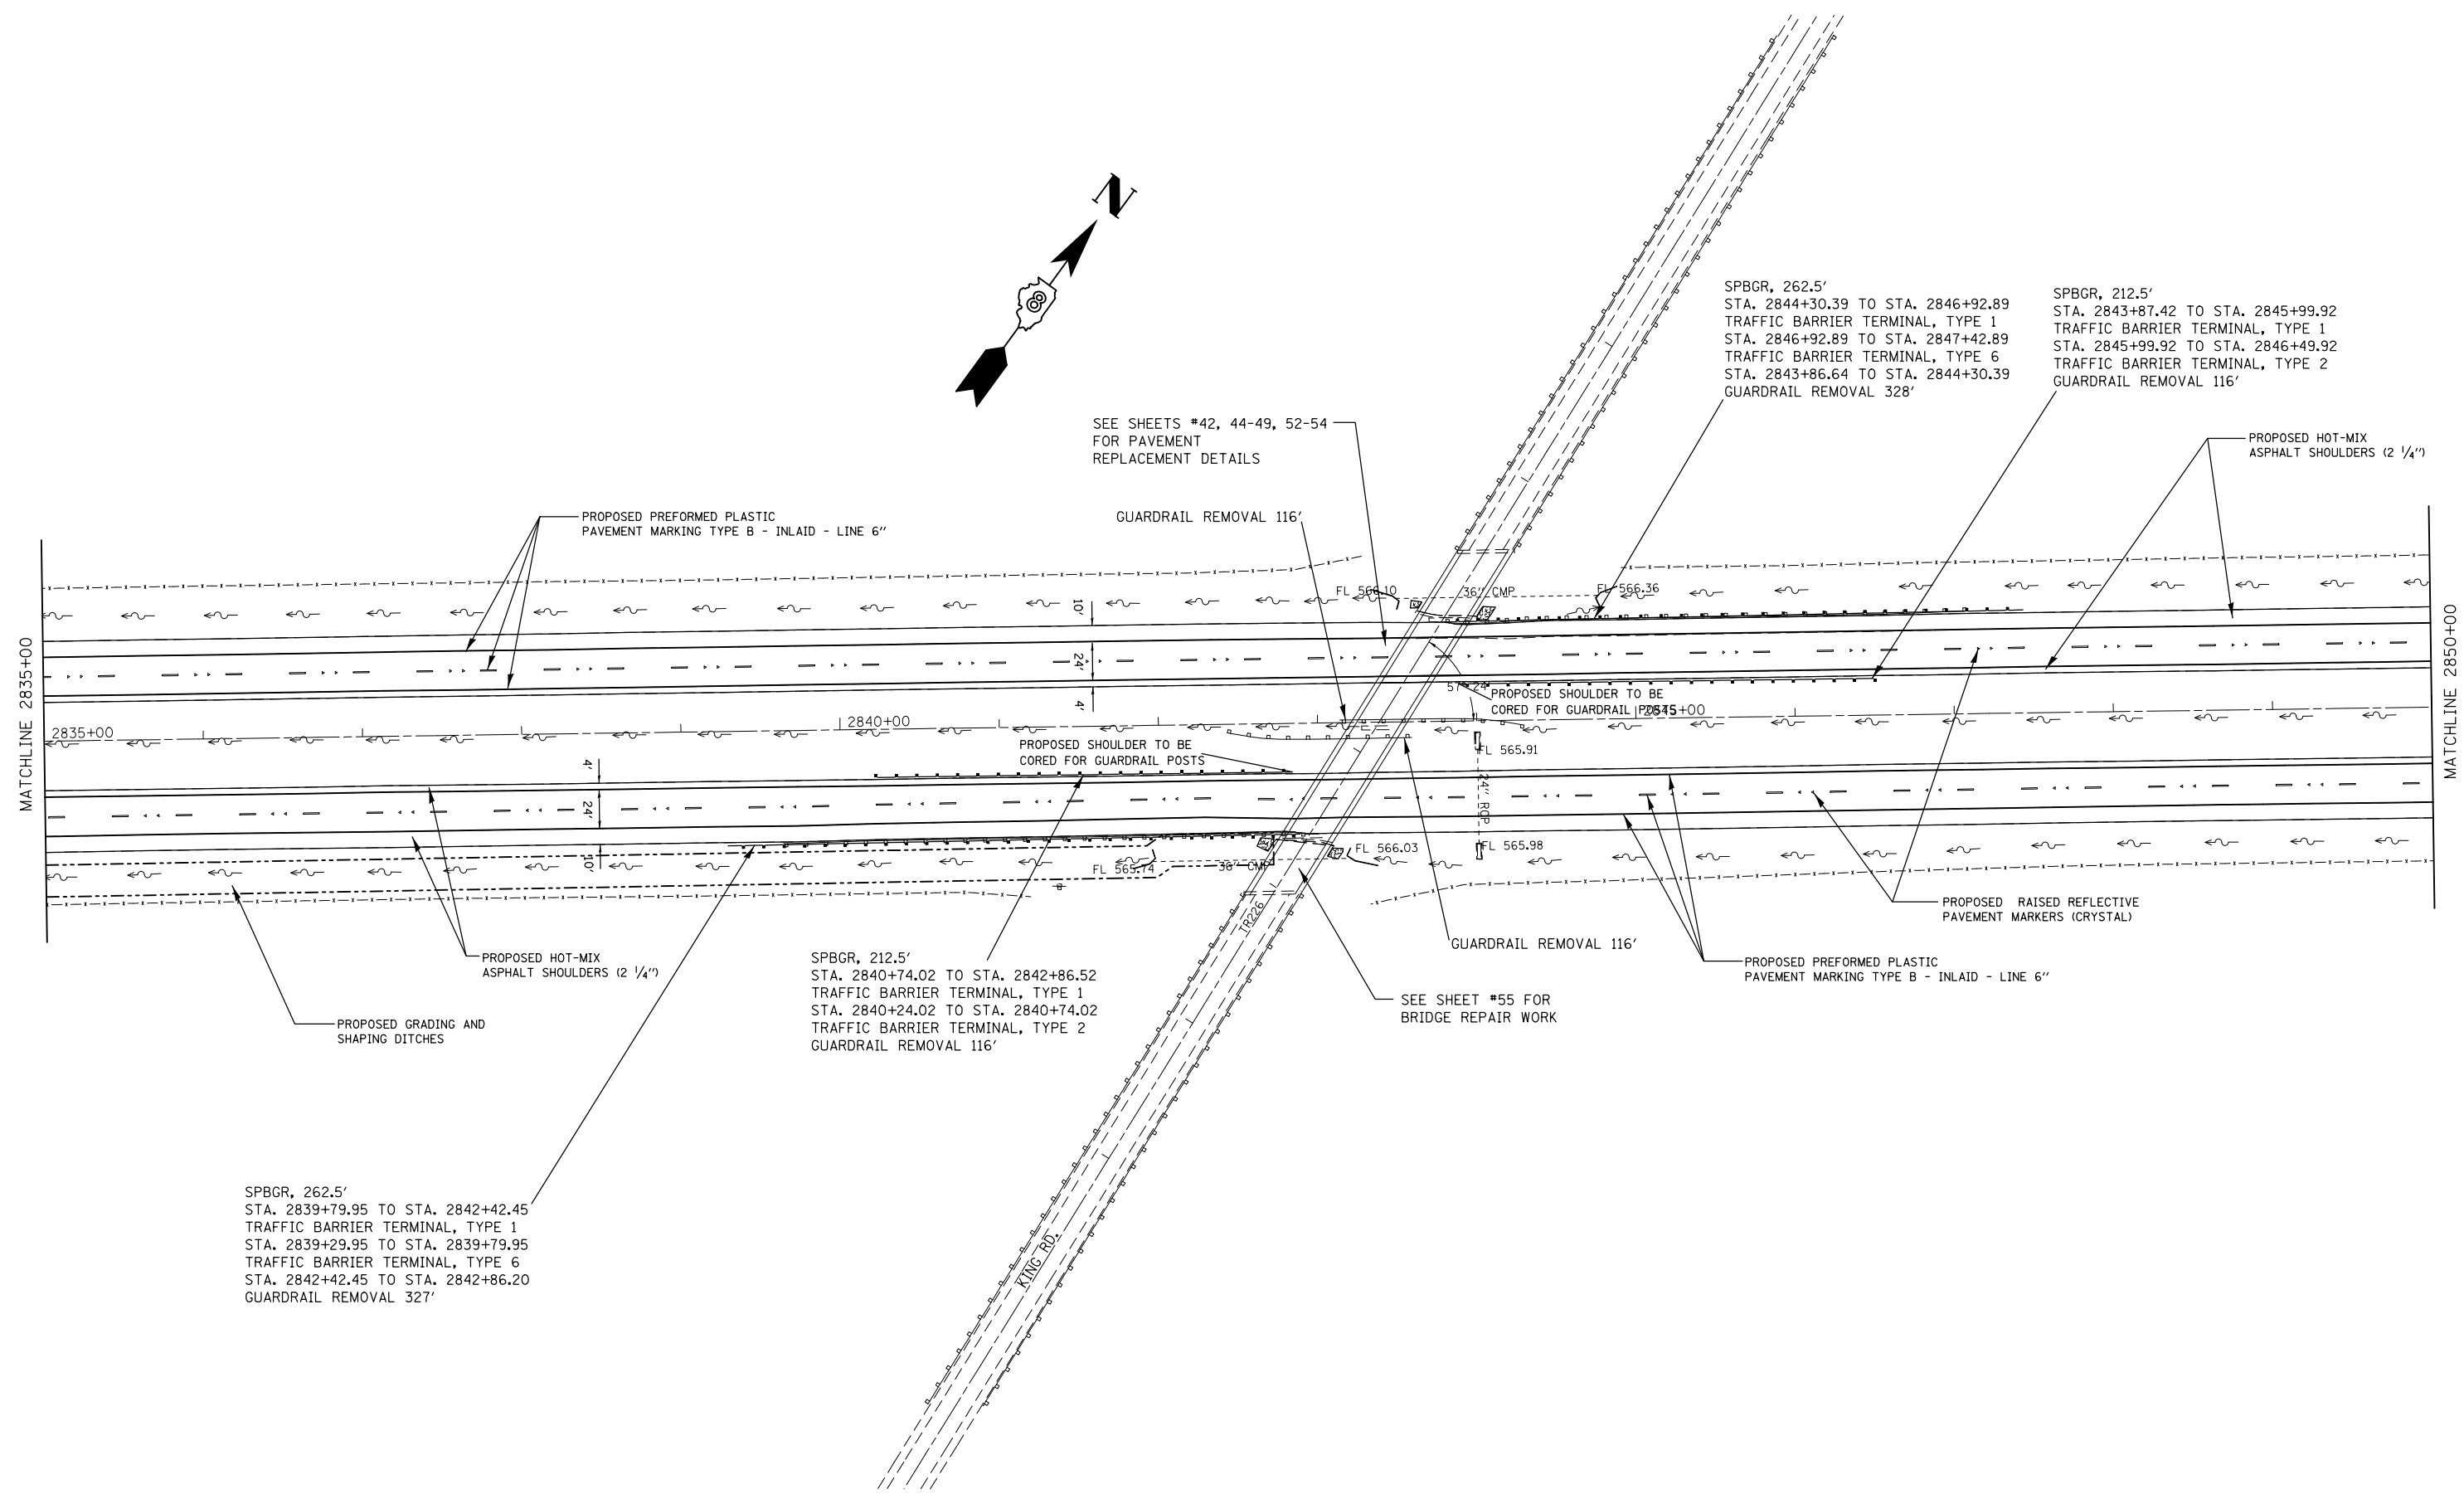 N
SPBGR, 262.5'
STA. 2844+30.39 TO STA. 2846+92.89
TRAFFIC BARRIER TERMINAL, TYPE 1
STA. 2846+92.89 TO STA. 2847+42.89
TRAFFIC BARRIER TERMINAL, TYPE 6
STA. 2843+86.64 TO STA. 2844+30.39
GUARDRAIL REMOVAL 328'
SPBGR, 212.5'
STA. 2843+87.42 TO STA. 2845+99.92
TRAFFIC BARRIER TERMINAL, TYPE 1
STA. 2845+99.92 TO STA. 2846+49.92
TRAFFIC BARRIER TERMINAL, TYPE 2
GUARDRAIL REMOVAL 116'
SEE SHEETS #42, 44-49, 52-54
FOR PAVEMENT
REPLACEMENT DETAILS
PROPOSED HOT-MIX
ASPHALT SHOULDERS (2 1/4")
PROPOSED PREFORMED PLASTIC
PAVEMENT MARKING TYPE B - INLAID - LINE 6"
GUARDRAIL REMOVAL 116'
FL 566.10
36" CMP
FL 566.36
10'
24'
4'
MATCHLINE 2835+00
MATCHLINE 2850+00
PROPOSED SHOULDER TO BE
CORED FOR GUARDRAIL POSTS
2835+00
2840+00
2845+00
PROPOSED SHOULDER TO BE
CORED FOR GUARDRAIL POSTS
FL 565.91
4'
24'
10'
24" RCP
FL 566.03
FL 565.98
FL 565.74
36" CMP
TR226
PROPOSED RAISED REFLECTIVE
PAVEMENT MARKERS (CRYSTAL)
GUARDRAIL REMOVAL 116'
PROPOSED HOT-MIX
ASPHALT SHOULDERS (2 1/4")
SPBGR, 212.5'
STA. 2840+74.02 TO STA. 2842+86.52
TRAFFIC BARRIER TERMINAL, TYPE 1
STA. 2840+24.02 TO STA. 2840+74.02
TRAFFIC BARRIER TERMINAL, TYPE 2
GUARDRAIL REMOVAL 116'
PROPOSED PREFORMED PLASTIC
PAVEMENT MARKING TYPE B - INLAID - LINE 6"
SEE SHEET #55 FOR
BRIDGE REPAIR WORK
PROPOSED GRADING AND
SHAPING DITCHES
SPBGR, 262.5'
STA. 2839+79.95 TO STA. 2842+42.45
TRAFFIC BARRIER TERMINAL, TYPE 1
STA. 2839+29.95 TO STA. 2839+79.95
TRAFFIC BARRIER TERMINAL, TYPE 6
STA. 2842+42.45 TO STA. 2842+86.20
GUARDRAIL REMOVAL 327'
KING RD.